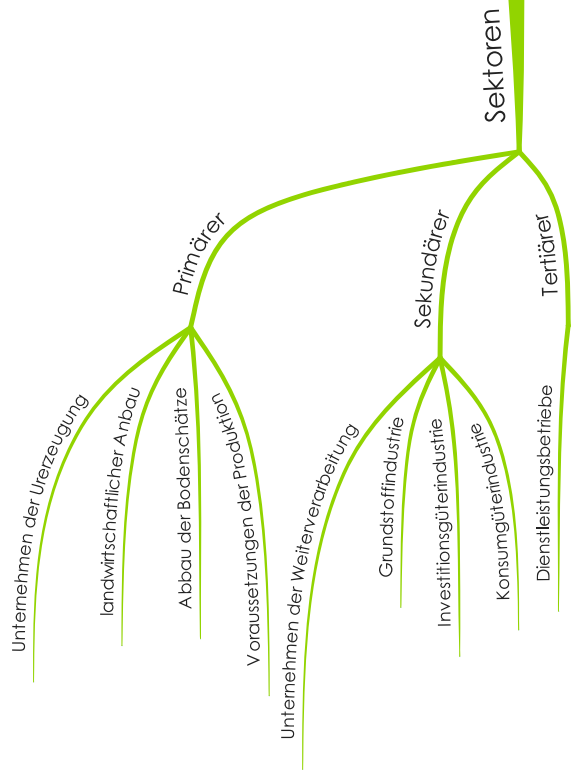 Sektoren
Primärer
Unternehmen der Urerzeugung
landwirtschaftlicher Anbau
Abbau der Bodenschätze
Voraussetzungen der Produktion
Sekundärer
Unternehmen der Weiterverarbeitung
Grundstoffindustrie
Investitionsgüterindustrie
Konsumgüterindustrie
Tertiärer
Dienstleistungsbetriebe